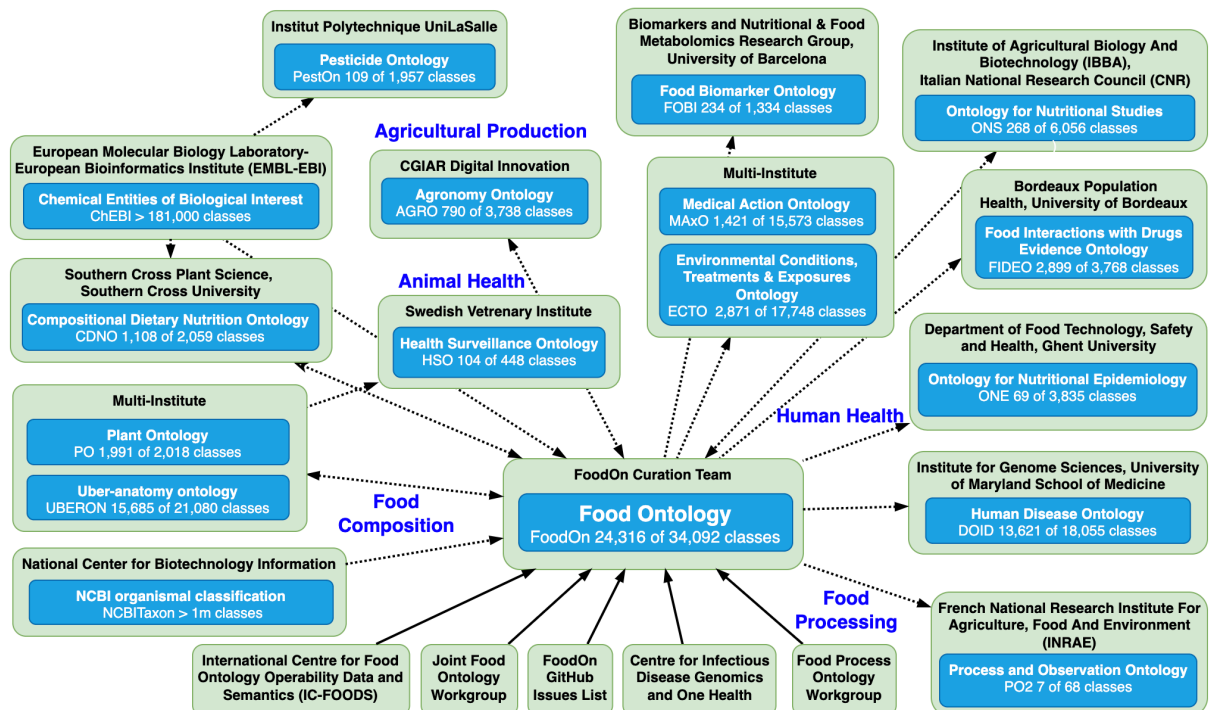 Institut Polytechnique UniLaSalle
Pesticide Ontology
PestOn 109 of 1,957 classes
Biomarkers and Nutritional & Food
Metabolomics Research Group,
University of Barcelona
Food Biomarker Ontology
FOBI 234 of 1,334 classes
Institute of Agricultural Biology And
Biotechnology (IBBA),
Italian National Research Council (CNR)
Ontology for Nutritional Studies
ONS 268 of 6,056 classes
Agricultural Production
European Molecular Biology Laboratory-
European Bioinformatics Institute (EMBL-EBI)
Chemical Entities of Biological Interest
ChEBI > 181,000 classes
CGIAR Digital Innovation
Agronomy Ontology
AGRO 790 of 3,738 classes
Multi-Institute
Medical Action Ontology
MAxO 1,421 of 15,573 classes
Environmental Conditions,
Treatments & Exposures
Ontology
ECTO 2,871 of 17,748 classes
Bordeaux Population
Health, University of Bordeaux
Food Interactions with Drugs
Evidence Ontology
FIDEO 2,899 of 3,768 classes
Southern Cross Plant Science,
Southern Cross University
Compositional Dietary Nutrition Ontology
CDNO 1,108 of 2,059 classes
Animal Health
Swedish Vetrenary Institute
Health Surveillance Ontology
HSO 104 of 448 classes
Department of Food Technology, Safety
and Health, Ghent University
Ontology for Nutritional Epidemiology
ONE 69 of 3,835 classes
Human Health
Multi-Institute
Plant Ontology
PO 1,991 of 2,018 classes
Uber-anatomy ontology
UBERON 15,685 of 21,080 classes
Food
Composition
FoodOn Curation Team
Food Ontology
FoodOn 24,316 of 34,092 classes
Institute for Genome Sciences, University
of Maryland School of Medicine
Human Disease Ontology
DOID 13,621 of 18,055 classes
National Center for Biotechnology Information
NCBI organismal classification
NCBITaxon > 1m classes
Food
Processing
French National Research Institute For
Agriculture, Food And Environment
(INRAE)
Process and Observation Ontology
PO2 7 of 68 classes
International Centre for Food
Ontology Operability Data and
Semantics (IC-FOODS)
Joint Food
Ontology
Workgroup
FoodOn
GitHub
Issues List
Centre for Infectious
Disease Genomics
and One Health
Food Process
Ontology
Workgroup